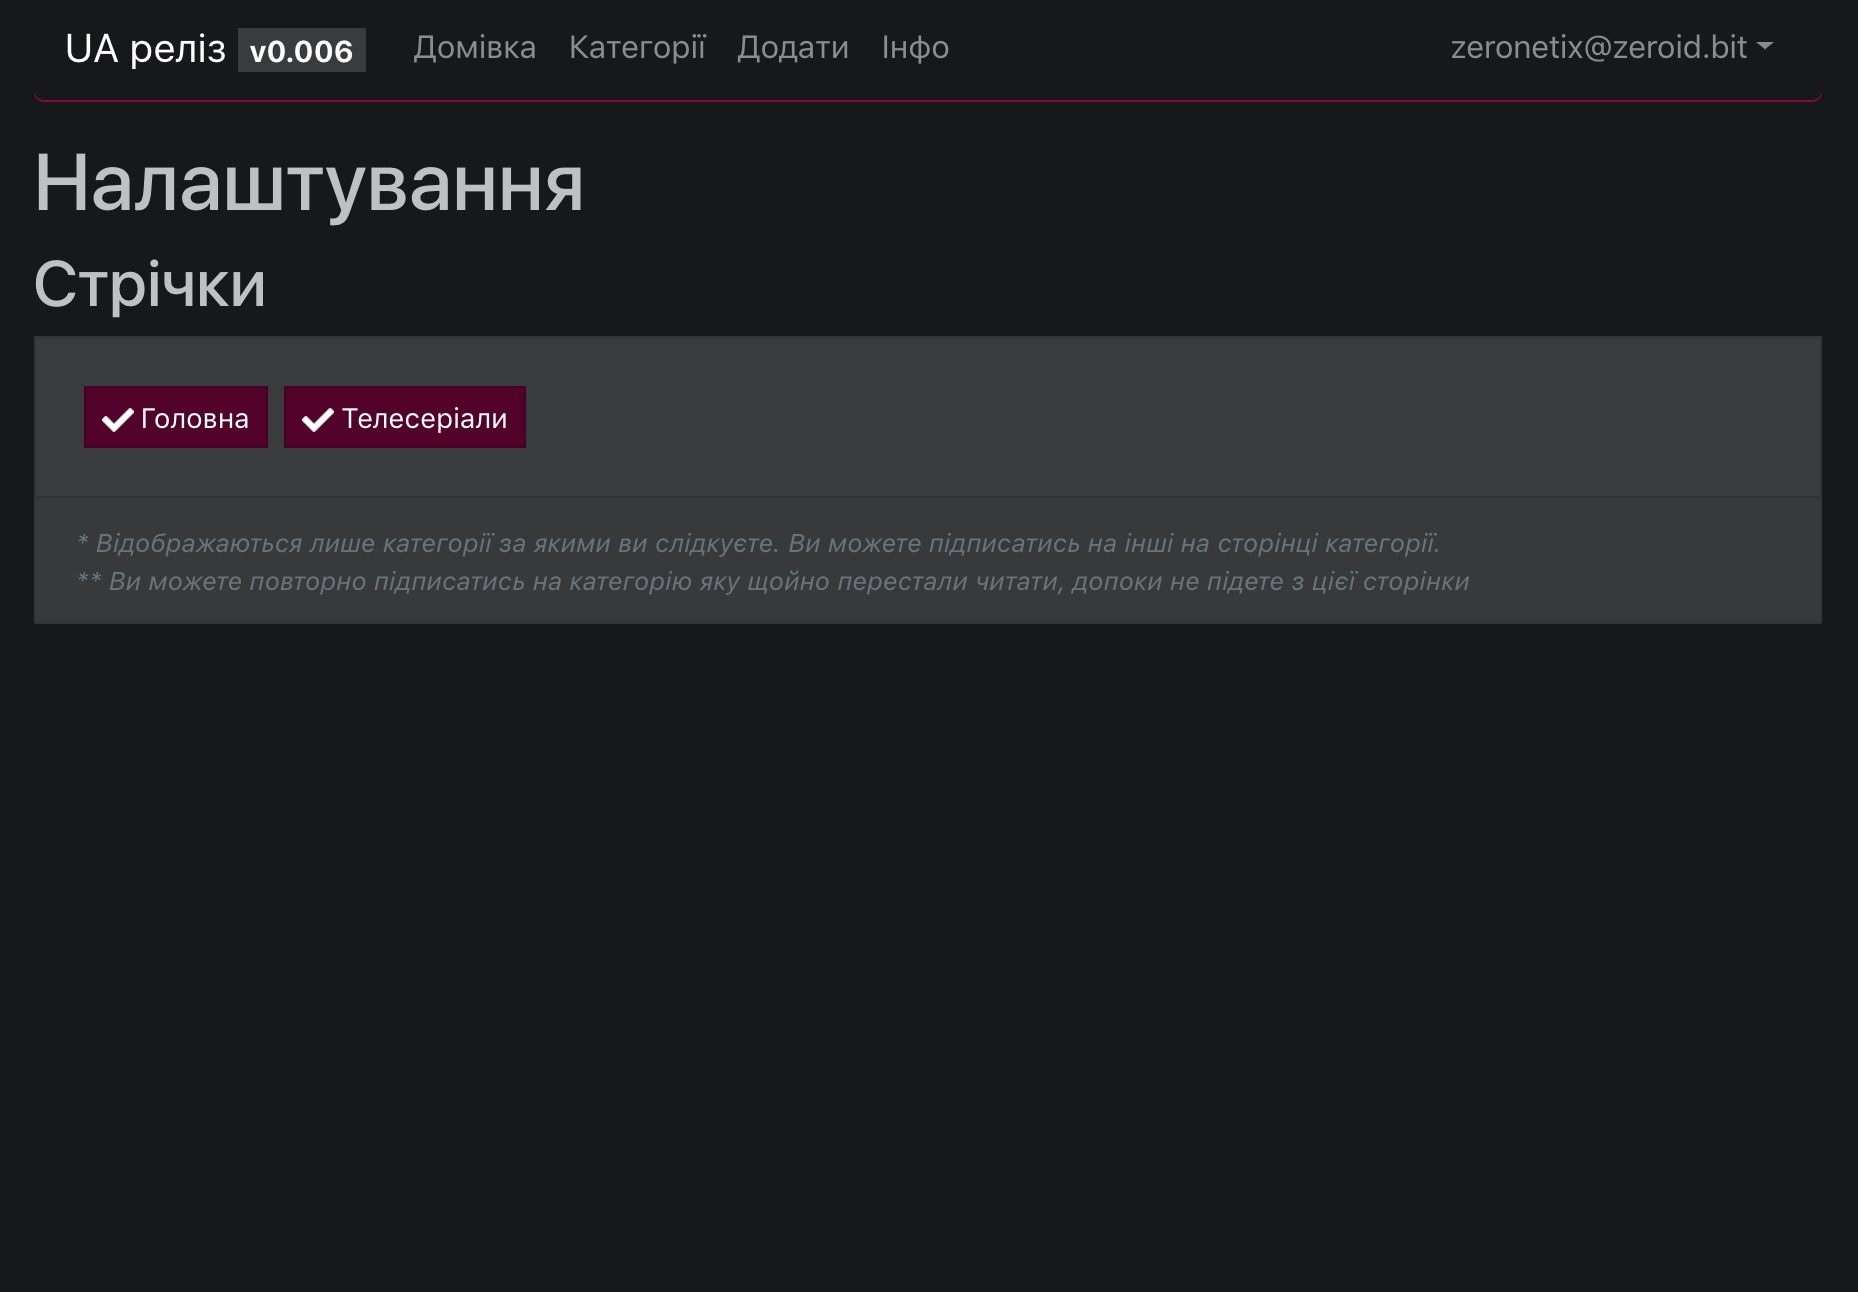 UA реліз v0.006 Домівка Категорії Додати Інфо zeronetix@zeroid.bit
Налаштування
Стрічки
Головна Телесеріали
* Відображаються лише категорії за якими ви слідкуєте. Ви можете підписатись на інші на сторінці категорії.
** Ви можете повторно підписатись на категорію яку щойно перестали читати, допоки не підете з цієї сторінки